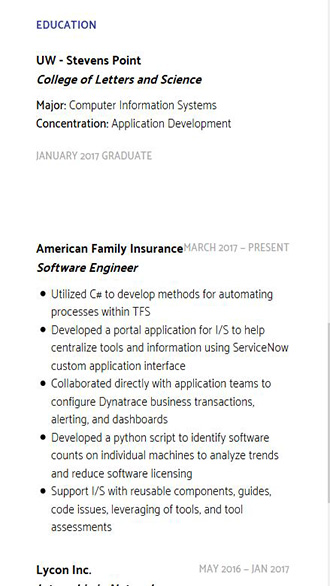 EDUCATION
UW - Stevens Point
College of Letters and Science
Major: Computer Information Systems
Concentration: Application Development
JANUARY 2017 GRADUATE
American Family Insurance MARCH 2017 – PRESENT
Software Engineer
● Utilized C# to develop methods for automating
processes within TFS
● Developed a portal application for I/S to help
centralize tools and information using ServiceNow
custom application interface
● Collaborated directly with application teams to
configure Dynatrace business transactions,
alerting, and dashboards
● Developed a python script to identify software
counts on individual machines to analyze trends
and reduce software licensing
● Support I/S with reusable components, guides,
code issues, leveraging of tools, and tool
assessments
Lycon Inc. MAY 2016 – JAN 2017